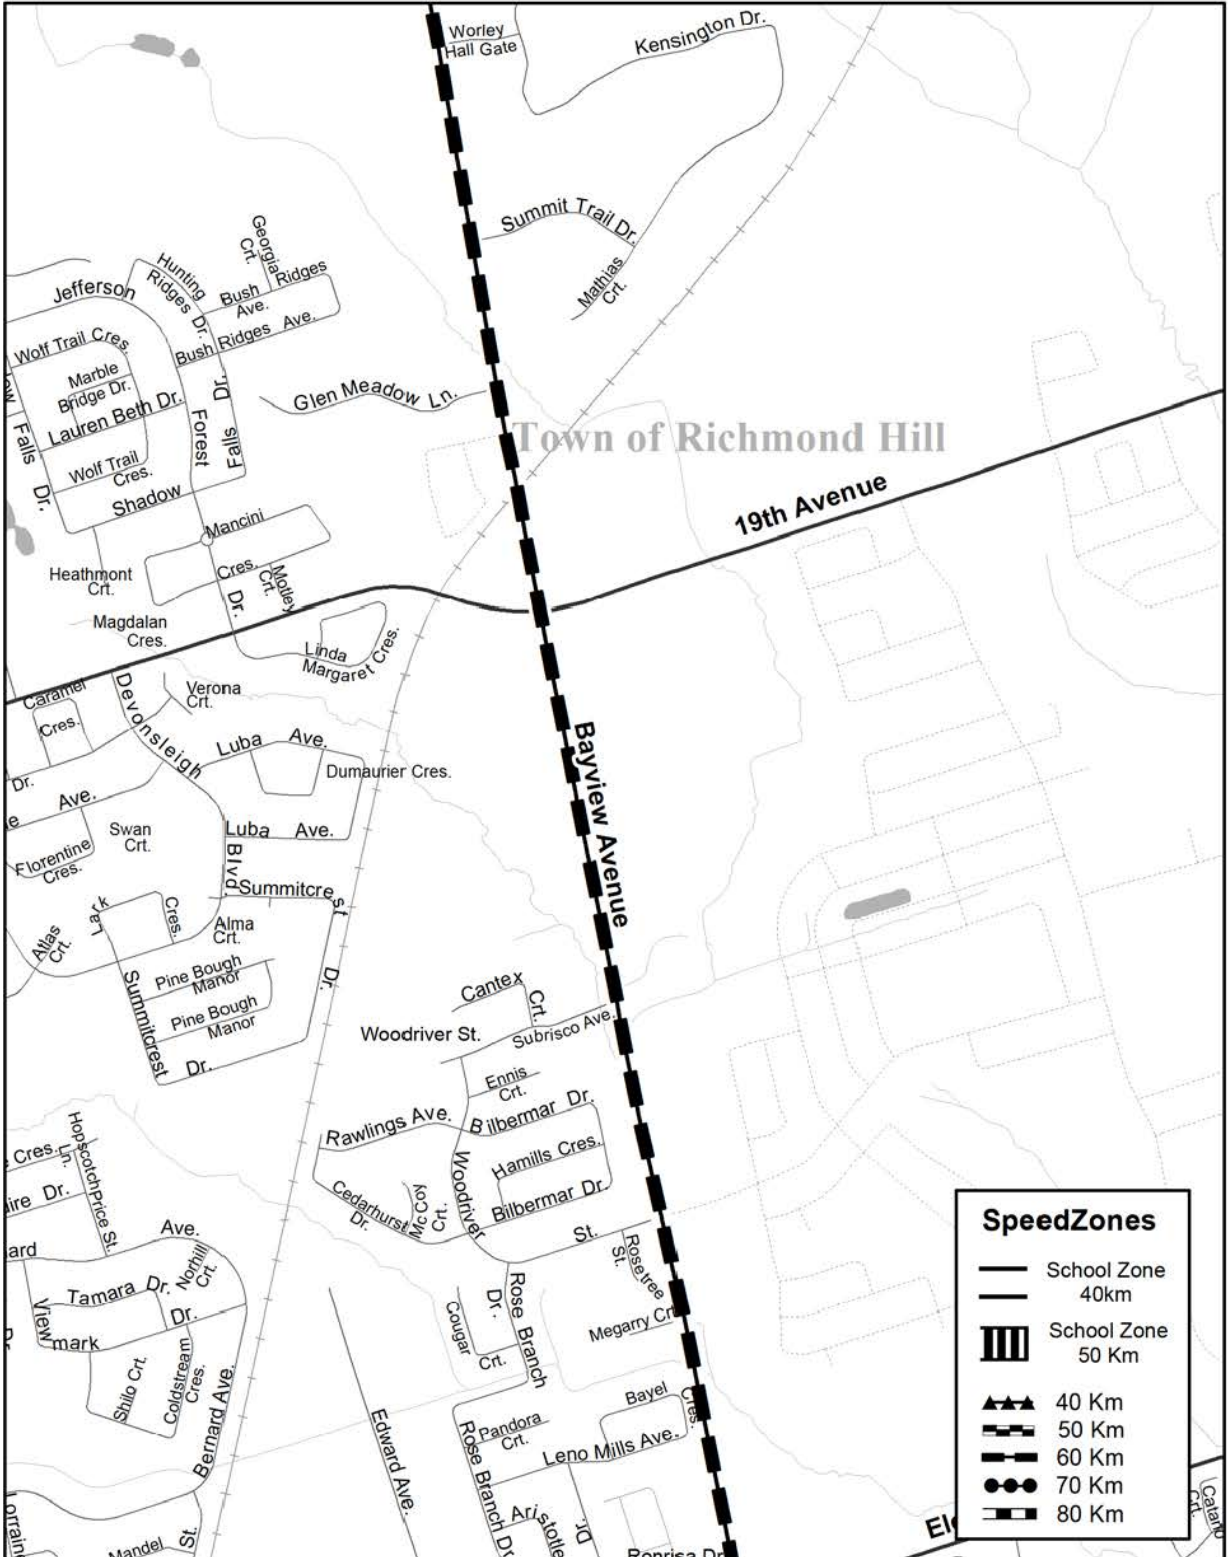 Worley
Hall Gate
Kensington Dr.
Summit Trail Dr.
Mathias
Crt.
Georgia
Crt.
Hunting
Ridges Dr.
Bush Ridges
Ave.
Jefferson
Bush Ridges Ave.
Wolf Trail Cres.
Marble
Bridge Dr.
Lauren Beth Dr.
Forest
Falls Dr.
Falls Dr.
Glen Meadow Ln.
Town of Richmond Hill
Wolf Trail
Cres.
Shadow
19th Avenue
Mancini
Cres.
Motley
Crt.
Dr.
Heathmont
Crt.
Magdalan
Cres.
Linda
Margaret Cres.
Caramel
Cres.
Devonsleigh
Blvd.
Verona
Crt.
Luba Ave.
Dumaurier Cres.
Bayview Avenue
Dr.
Ave.
Swan
Crt.
Luba Ave.
Florentine
Cres.
Summitcrest
Dr.
Lark
Cres.
Alma
Crt.
Atlas
Crt.
Pine Bough
Manor
Pine Bough
Manor
Summitcrest
Dr.
Cantex
Crt.
Woodriver St.
Subrisco Ave.
Ennis
Crt.
Bilbermar Dr.
Rawlings Ave.
Hamills Cres.
Woodriver
Bilbermar Dr.
Cedarhurst
Dr.
McCoy
Crt.
St.
Hopscotch
Ln.
Cres.
Dr.
Price St.
Ave.
Norhill
Crt.
Tamara Dr.
View
mark
Dr.
Shilo Crt.
Coldstream
Cres.
Bernard Ave.
Rosetree
St.
Megarry Crt
Rose Branch
Dr.
Cougar
Crt.
Bayel
Cres.
Edward Ave.
Pandora
Crt.
Leno Mills Ave.
Rose Branch Dr.
Aristotle
Dr.
Ronrisa Dr
Mandel
St.
Lorraine
SpeedZones
School Zone
40km
School Zone
50 Km
40 Km
50 Km
60 Km
70 Km
80 Km
Crt.